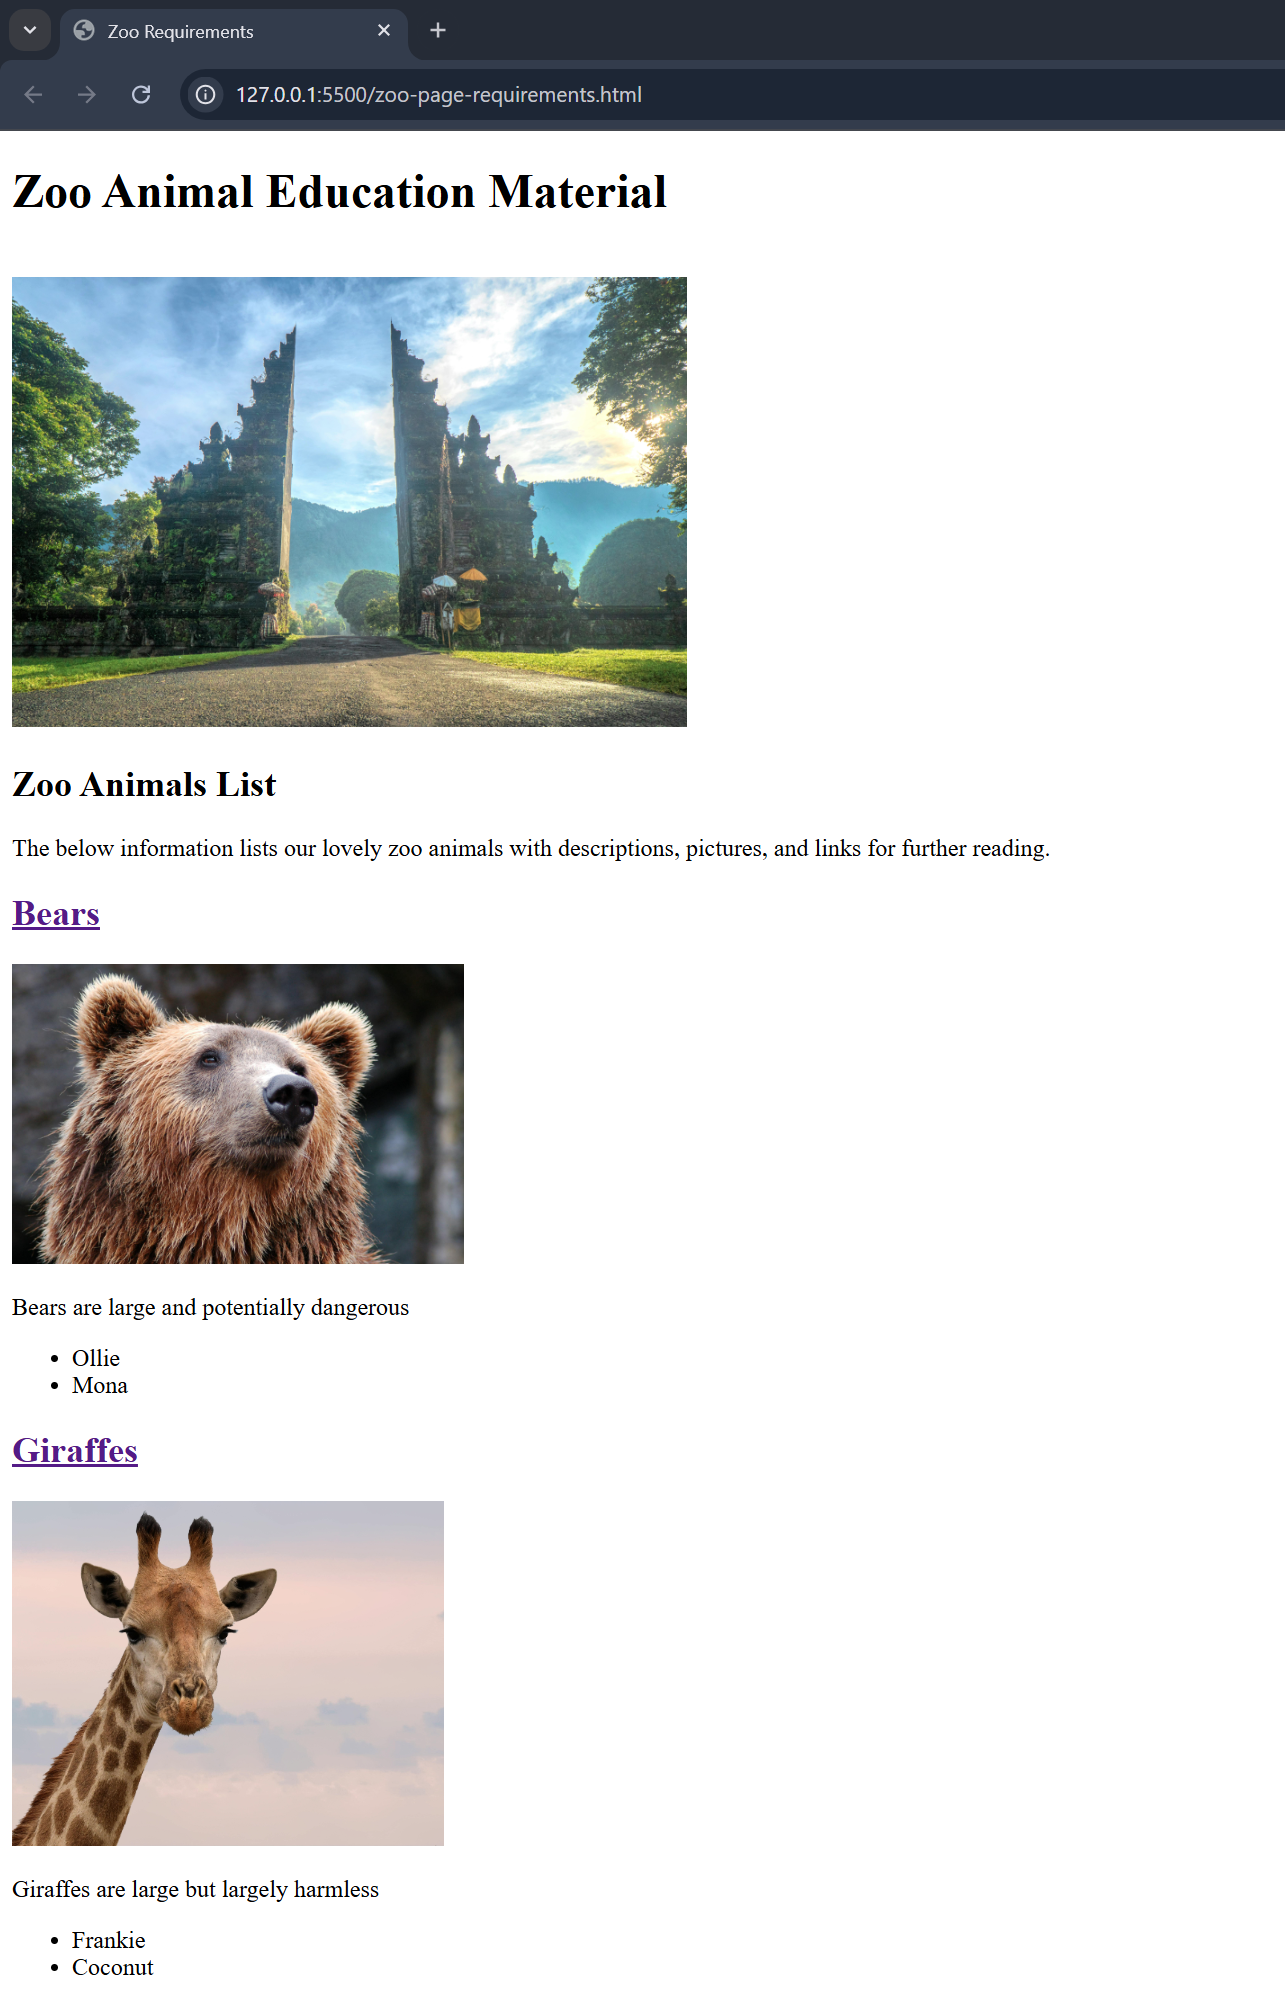 Zoo Requirements
127.0.0.1:5500/zoo-page-requirements.html
Zoo Animal Education Material
Zoo Animals List
The below information lists our lovely zoo animals with descriptions, pictures, and links for further reading.
Bears
Bears are large and potentially dangerous
Ollie
Mona
Giraffes
Giraffes are large but largely harmless
Frankie
Coconut